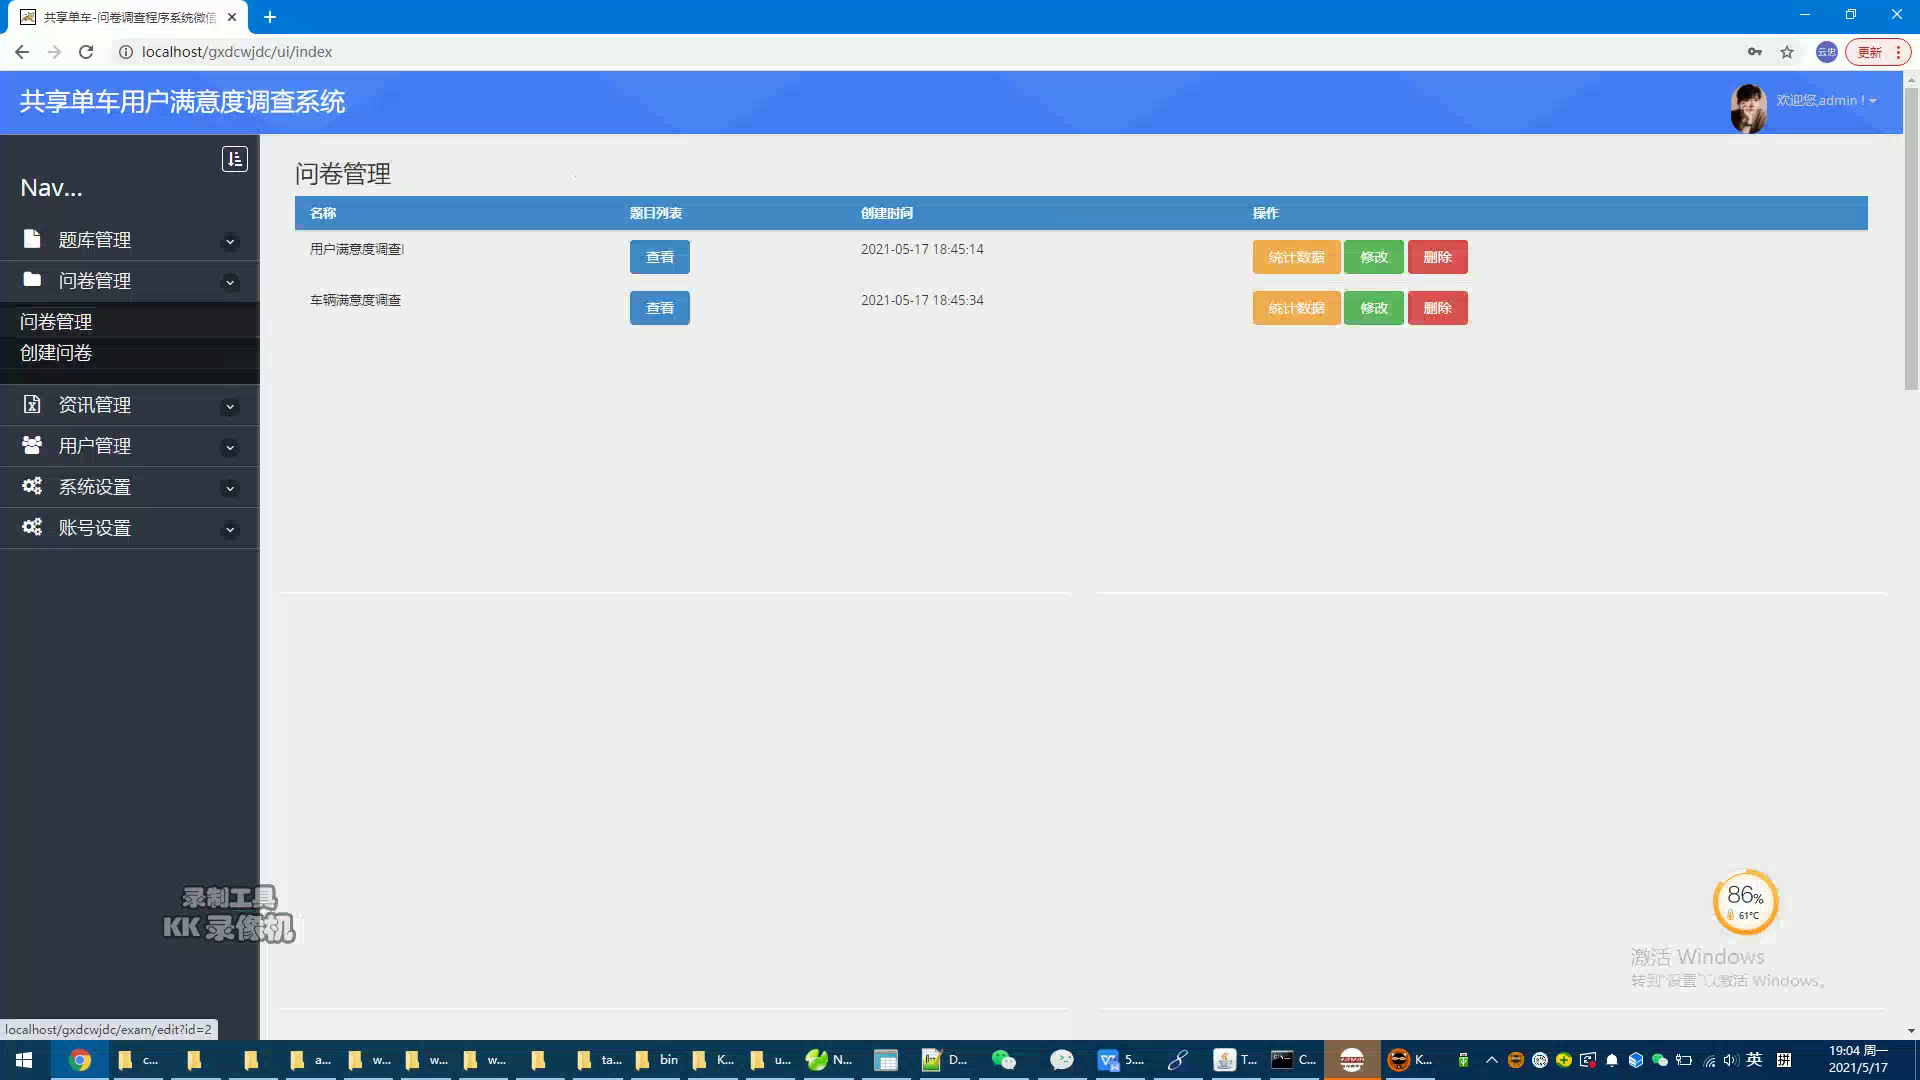 共享单车-问卷调查程序系统微信
localhost/gxdcwjdc/ui/index
云忠
更新
共享单车用户满意度调查系统
欢迎您,admin !
Nav...
题库管理
问卷管理
问卷管理
创建问卷
资讯管理
用户管理
系统设置
账号设置
问卷管理
名称 题目列表 创建时间 操作
用户满意度调查 查看 2021-05-17 18:45:14 统计数据 修改 删除
车辆满意度调查 查看 2021-05-17 18:45:34 统计数据 修改 删除
录制工具
KK 录像机
86%
61°C
激活 Windows
转到"设置"以激活 Windows。
localhost/gxdcwjdc/exam/edit?id=2
c... a... w... w... w... ta... bin K... u... N... D... 5.... T... C... K...
英
拼
19:04 周一
2021/5/17